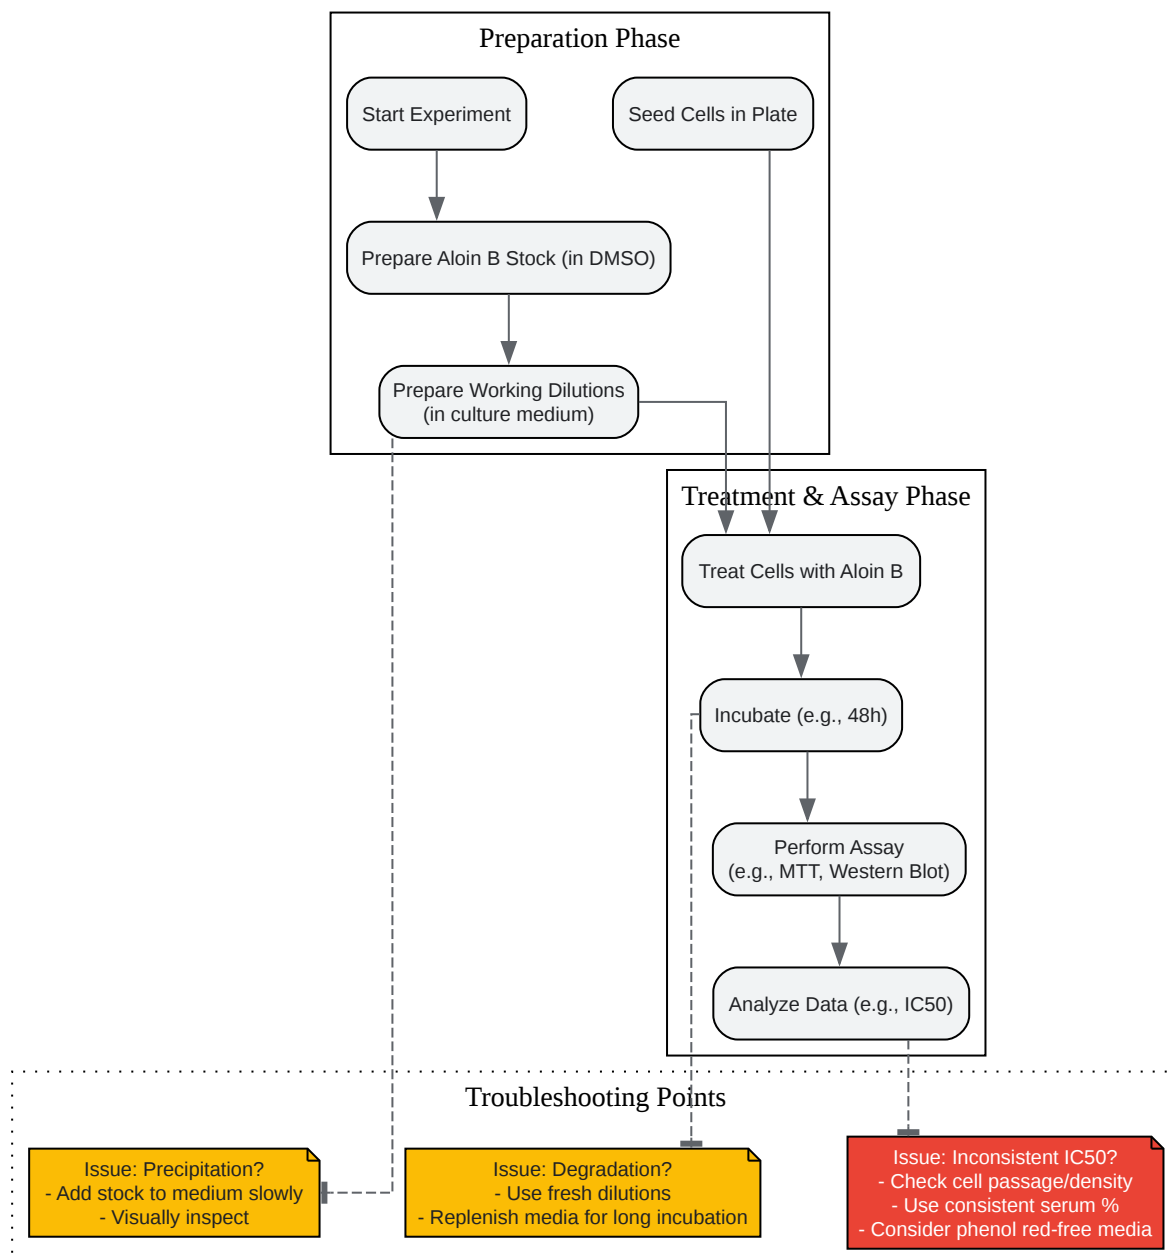 Preparation Phase
Start Experiment
Seed Cells in Plate
Prepare Aloin B Stock (in DMSO)
Prepare Working Dilutions
(in culture medium)
Treatment & Assay Phase
Treat Cells with Aloin B
Incubate (e.g., 48h)
Perform Assay
(e.g., MTT, Western Blot)
Analyze Data (e.g., IC50)
Troubleshooting Points
Issue: Precipitation?
- Add stock to medium slowly
- Visually inspect
Issue: Degradation?
- Use fresh dilutions
- Replenish media for long incubation
Issue: Inconsistent IC50?
- Check cell passage/density
- Use consistent serum %
- Consider phenol red-free media